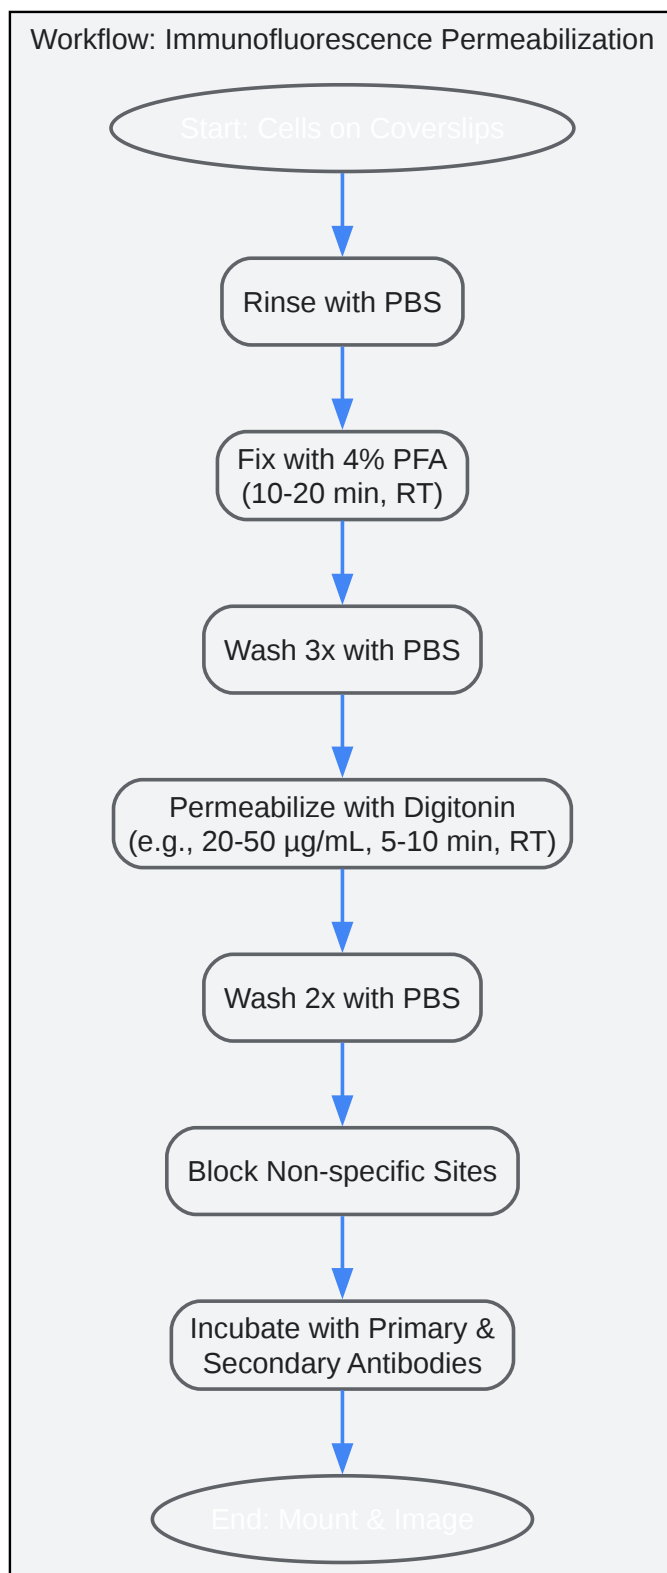 Workflow: Immunofluorescence Permeabilization
Start: Cells on Coverslips
Rinse with PBS
Fix with 4% PFA
(10-20 min, RT)
Wash 3x with PBS
Permeabilize with Digitonin
(e.g., 20-50 µg/mL, 5-10 min, RT)
Wash 2x with PBS
Block Non-specific Sites
Incubate with Primary &
Secondary Antibodies
End: Mount & Image